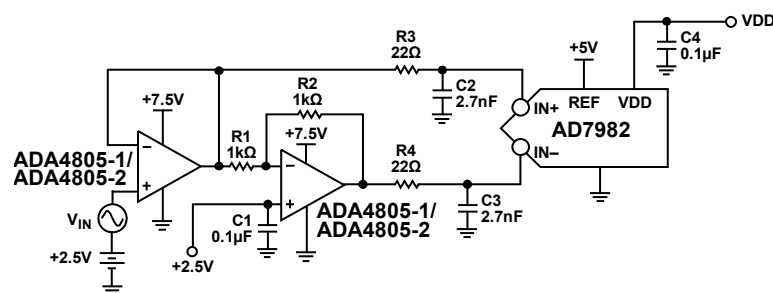 R3
22Ω
C4
0.1µF
VDD
+5V
C2
2.7nF
REF
VDD
IN+
AD7982
IN–
R2
1kΩ
+7.5V
+7.5V
R1
1kΩ
R4
22Ω
ADA4805-1/
ADA4805-2
–
+
–
+
VIN
+2.5V
C1
0.1µF
+2.5V
ADA4805-1/
ADA4805-2
C3
2.7nF